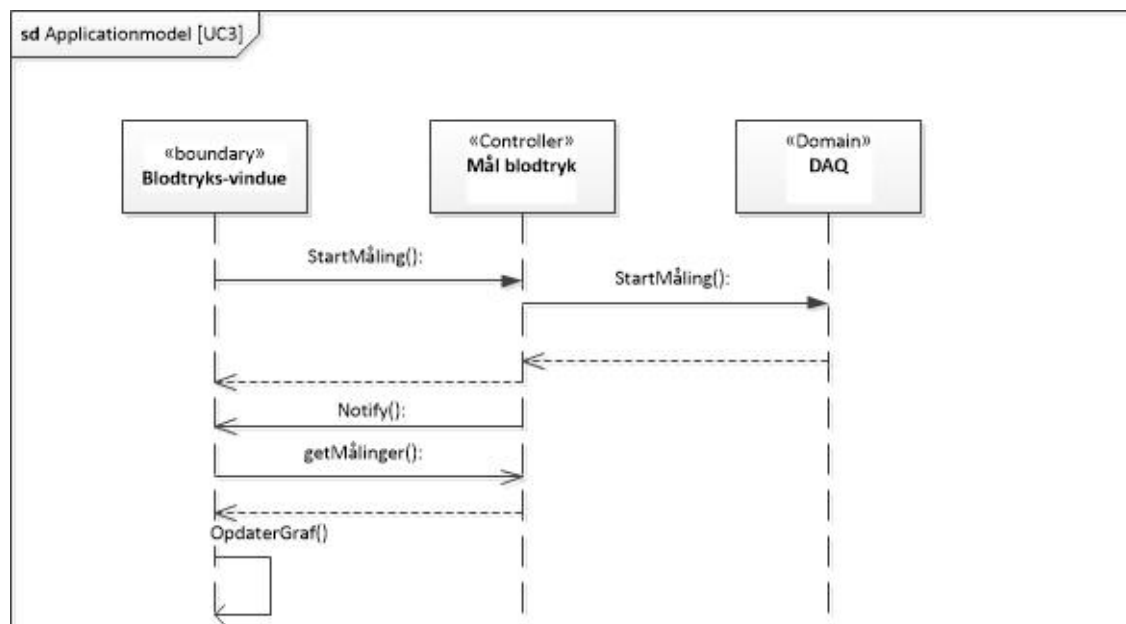 sd Applicationmodel [UC3]
«boundary»
Blodtryks-vindue
«Controller»
Mål blodtryk
«Domain»
DAQ
StartMåling():
StartMåling():
Notify():
getMålinger():
OpdaterGraf()